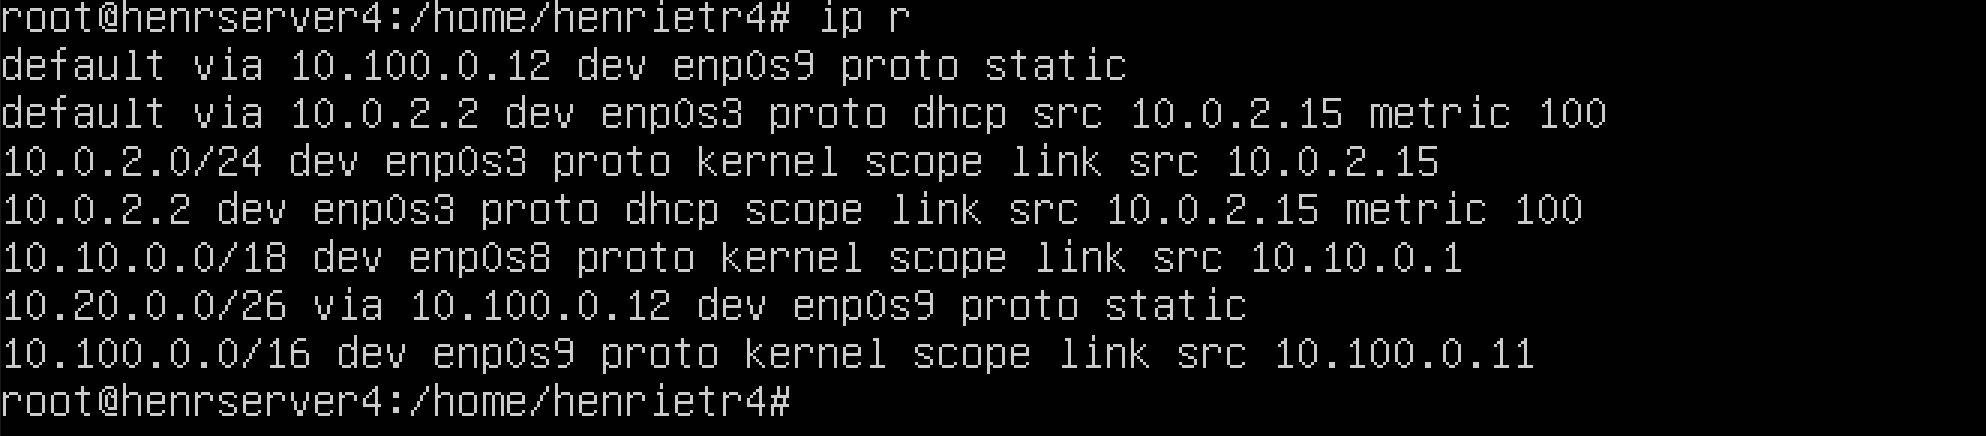 root@henrserver4:/home/henrietr4# ip r
default via 10.100.0.12 dev enp0s9 proto static
default via 10.0.2.2 dev enp0s3 proto dhcp src 10.0.2.15 metric 100
10.0.2.0/24 dev enp0s3 proto kernel scope link src 10.0.2.15
10.0.2.2 dev enp0s3 proto dhcp scope link src 10.0.2.15 metric 100
10.10.0.0/18 dev enp0s8 proto kernel scope link src 10.10.0.1
10.20.0.0/26 via 10.100.0.12 dev enp0s9 proto static
10.100.0.0/16 dev enp0s9 proto kernel scope link src 10.100.0.11
root@henrserver4:/home/henrietr4#